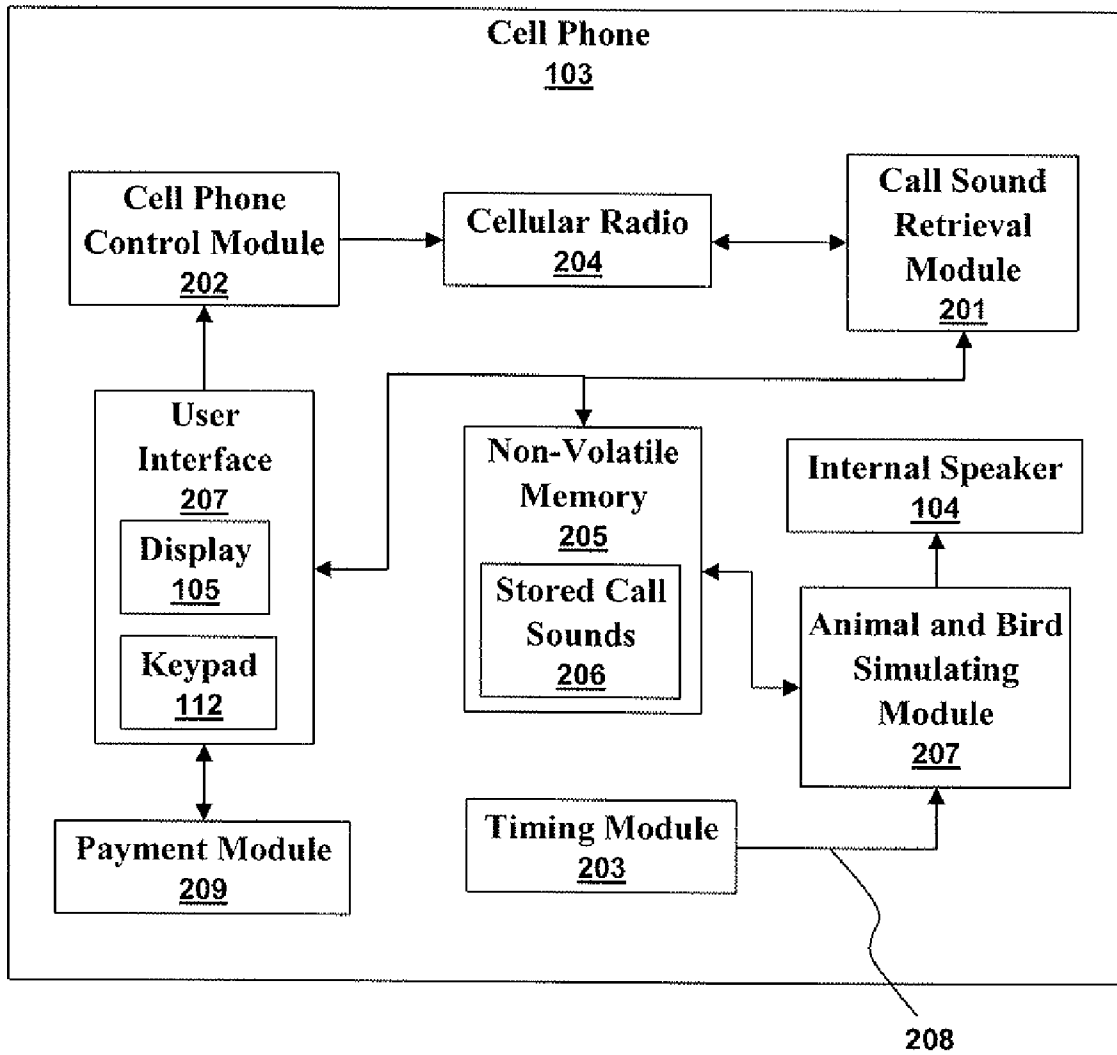 Cell Phone
103
Cell Phone
Control Module
202
Cellular Radio
204
Call Sound
Retrieval
Module
201
User
Interface
207
Display
105
Keypad
112
Non-Volatile
Memory
205
Stored Call
Sounds
206
Internal Speaker
104
Animal and Bird
Simulating
Module
207
Payment Module
209
Timing Module
203
208